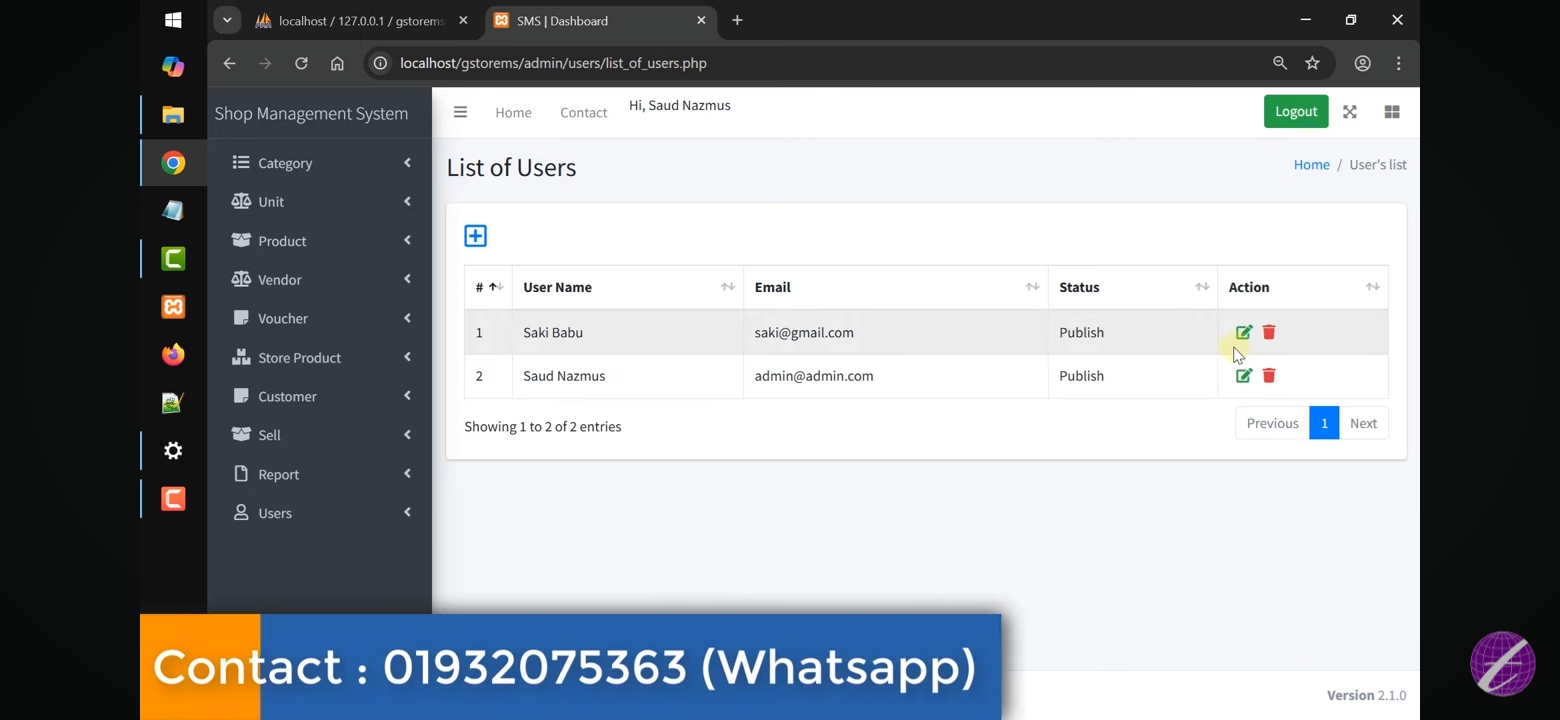 localhost / 127.0.0.1 / gstorems
SMS | Dashboard
localhost/gstorems/admin/users/list_of_users.php
Shop Management System
Home
Contact
Hi, Saud Nazmus
Logout
Category
Unit
Product
Vendor
Voucher
Store Product
Customer
Sell
Report
Users
List of Users
Home / User's list
# User Name Email Status Action
1 Saki Babu saki@gmail.com Publish
2 Saud Nazmus admin@admin.com Publish
Showing 1 to 2 of 2 entries
Previous 1 Next
Contact : 01932075363 (Whatsapp)
Version 2.1.0